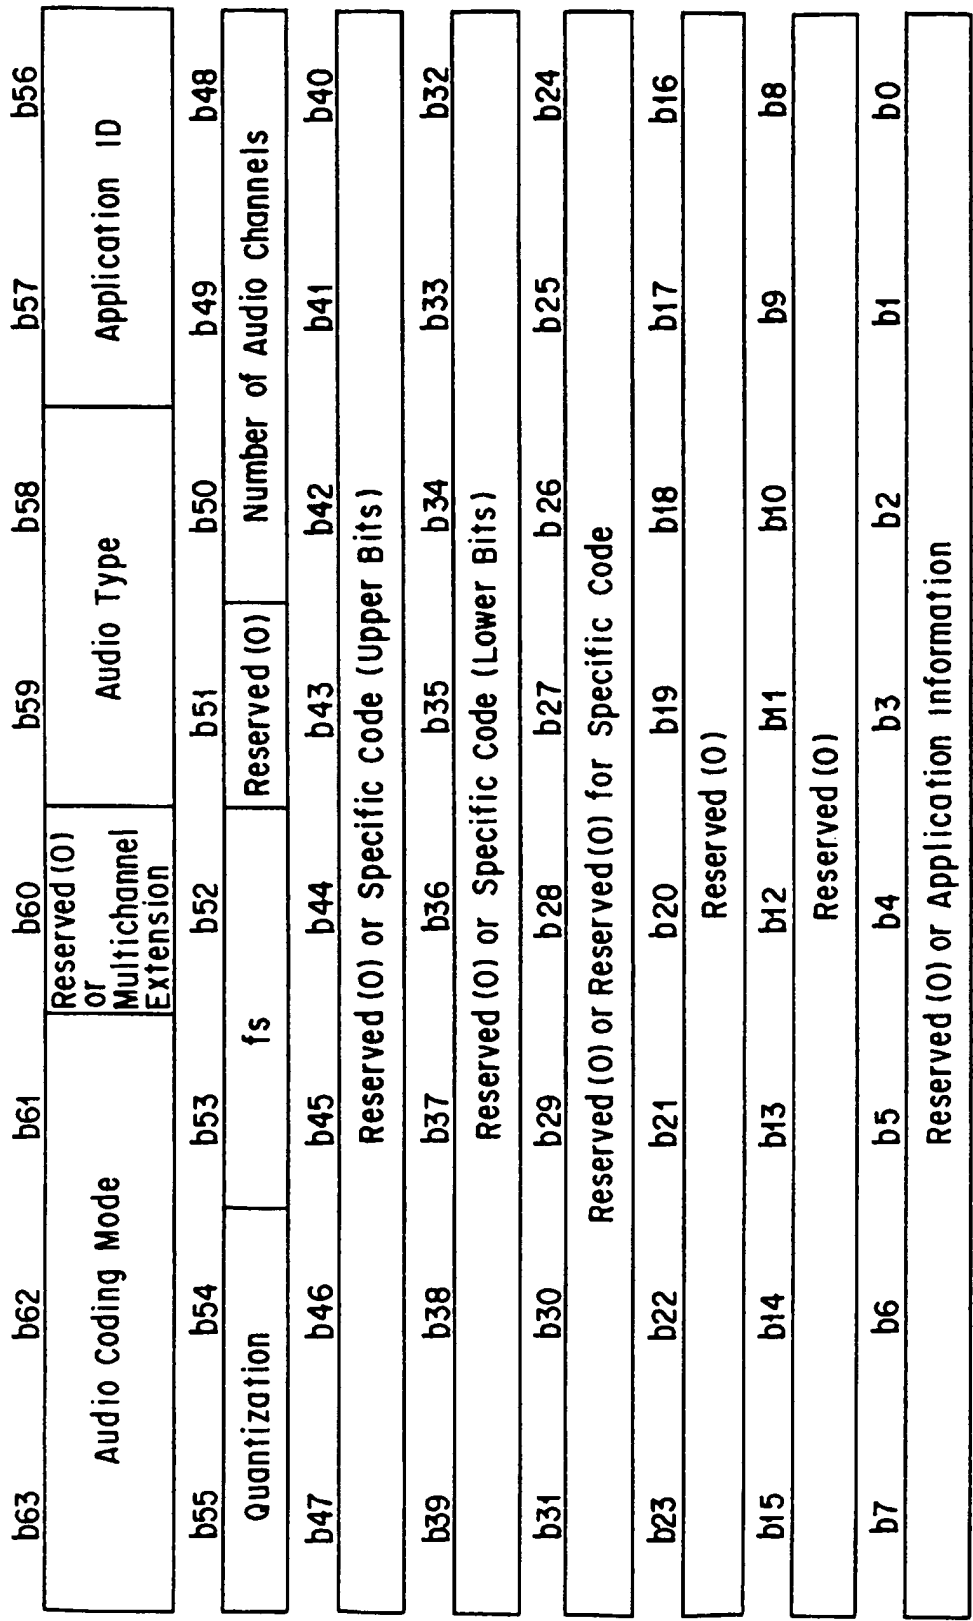 b63 b62 b61 b60 b59 b58 b57 b56
Audio Coding Mode
Reserved (0)
or
Multichannel
Extension
Audio Type
Application ID
b55 b54 b53 b52 b51 b50 b49 b48
Quantization
fs
Reserved (0)
Number of Audio Channels
b47 b46 b45 b44 b43 b42 b41 b40
Reserved (0) or Specific Code (Upper Bits)
b39 b38 b37 b36 b35 b34 b33 b32
Reserved (0) or Specific Code (Lower Bits)
b31 b30 b29 b28 b27 b26 b25 b24
Reserved (0) or Reserved (0) for Specific Code
b23 b22 b21 b20 b19 b18 b17 b16
Reserved (0)
b15 b14 b13 b12 b11 b10 b9 b8
Reserved (0)
b7 b6 b5 b4 b3 b2 b1 b0
Reserved (0) or Application Information